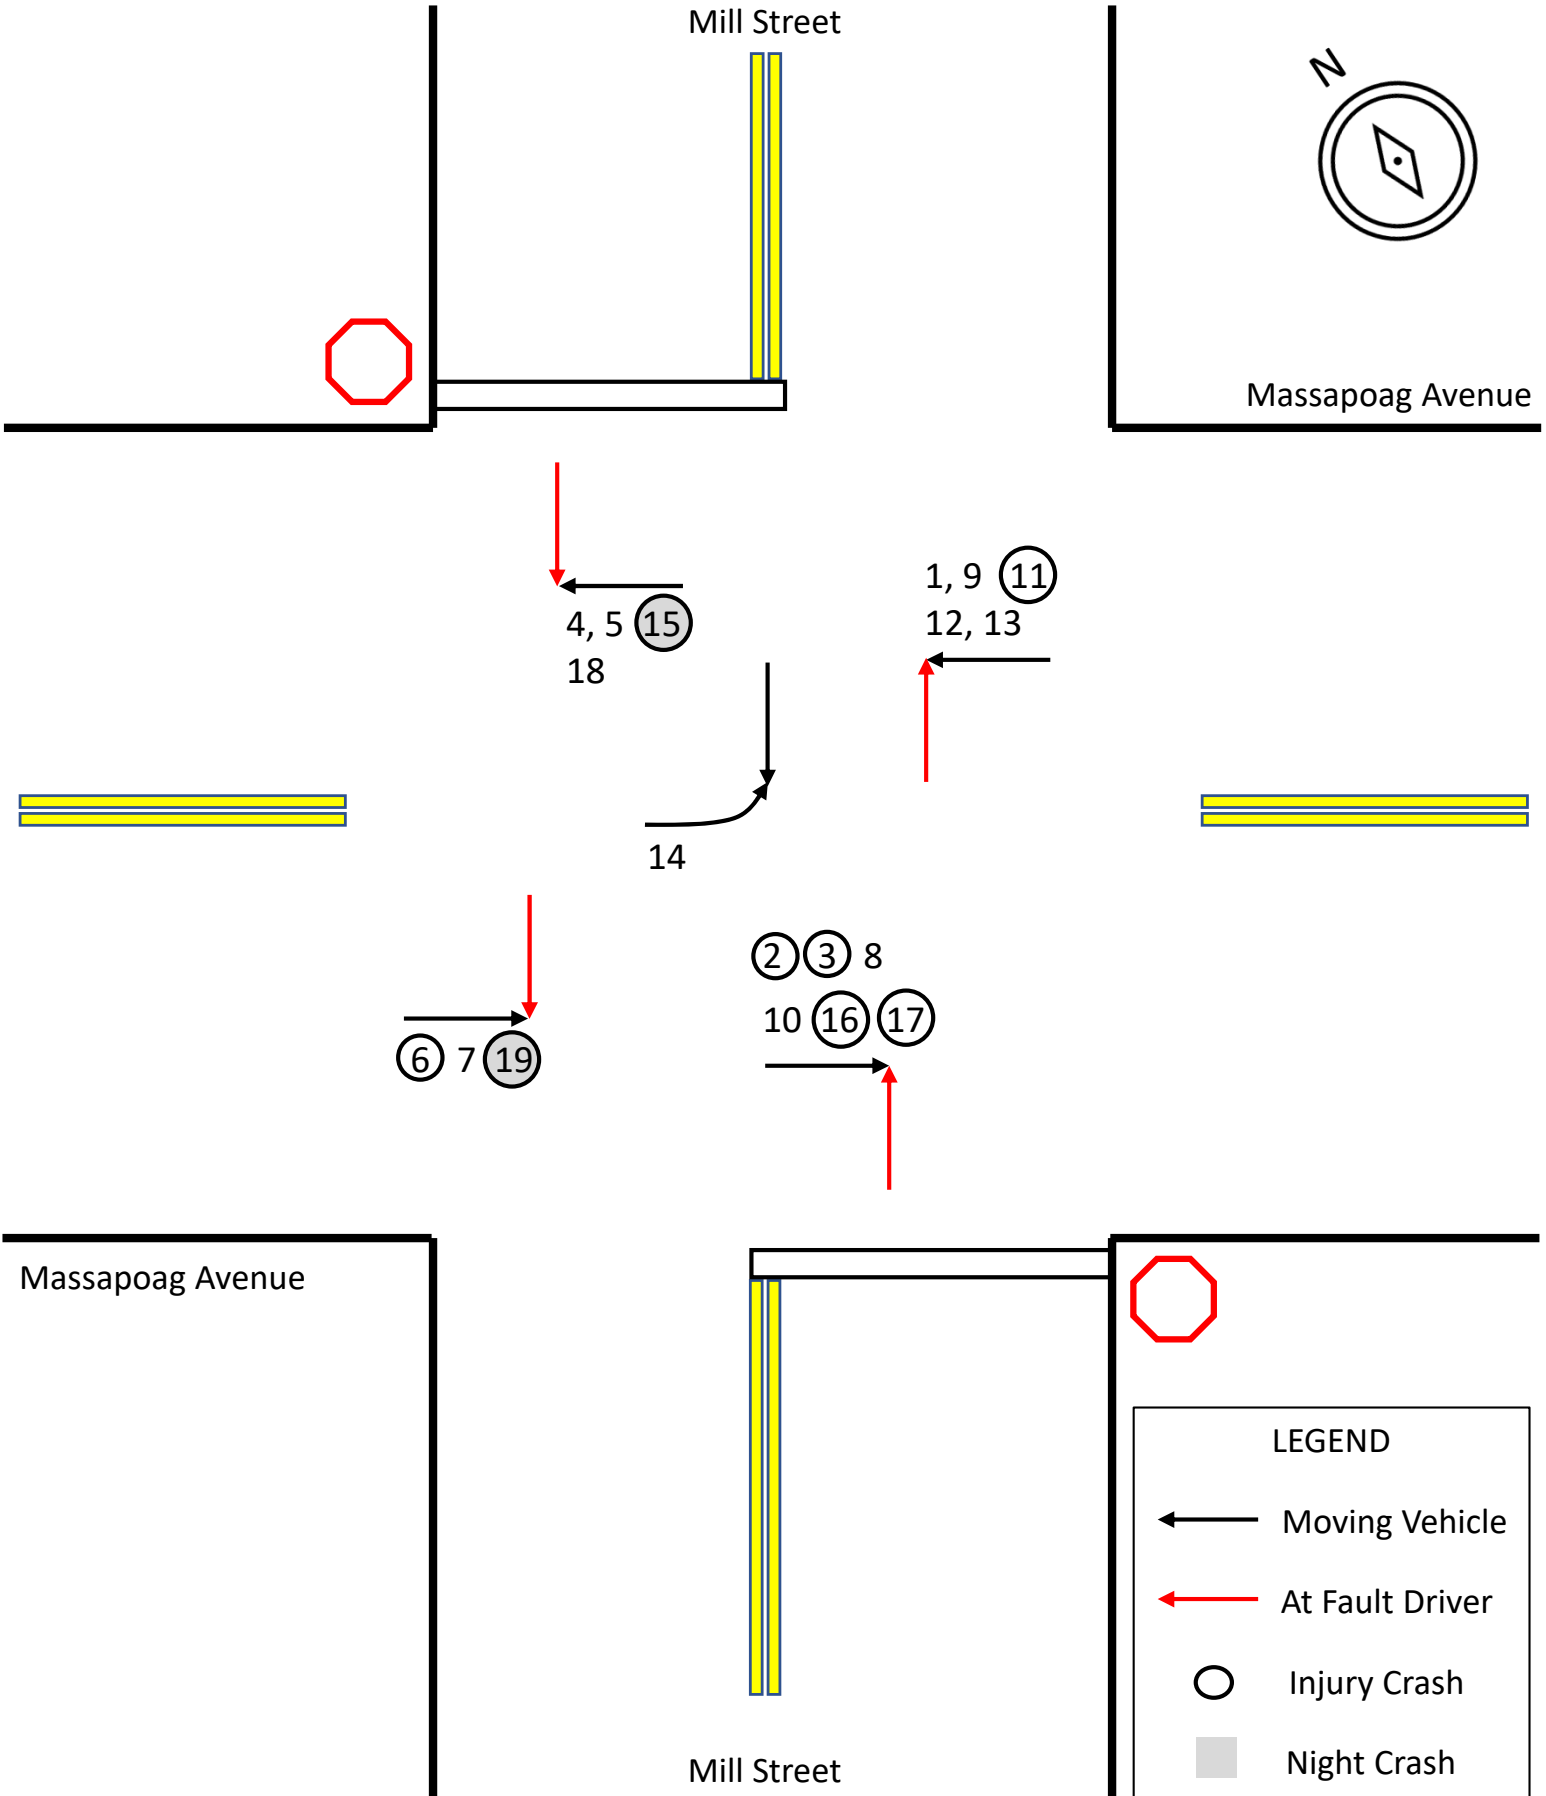 Mill Street
N
Massapoag Avenue
1, 9 11
12, 13
4, 5 15
18
14
2 3 8
10 16 17
6 7 19
Massapoag Avenue
LEGEND
Moving Vehicle
At Fault Driver
Injury Crash
Night Crash
Mill Street